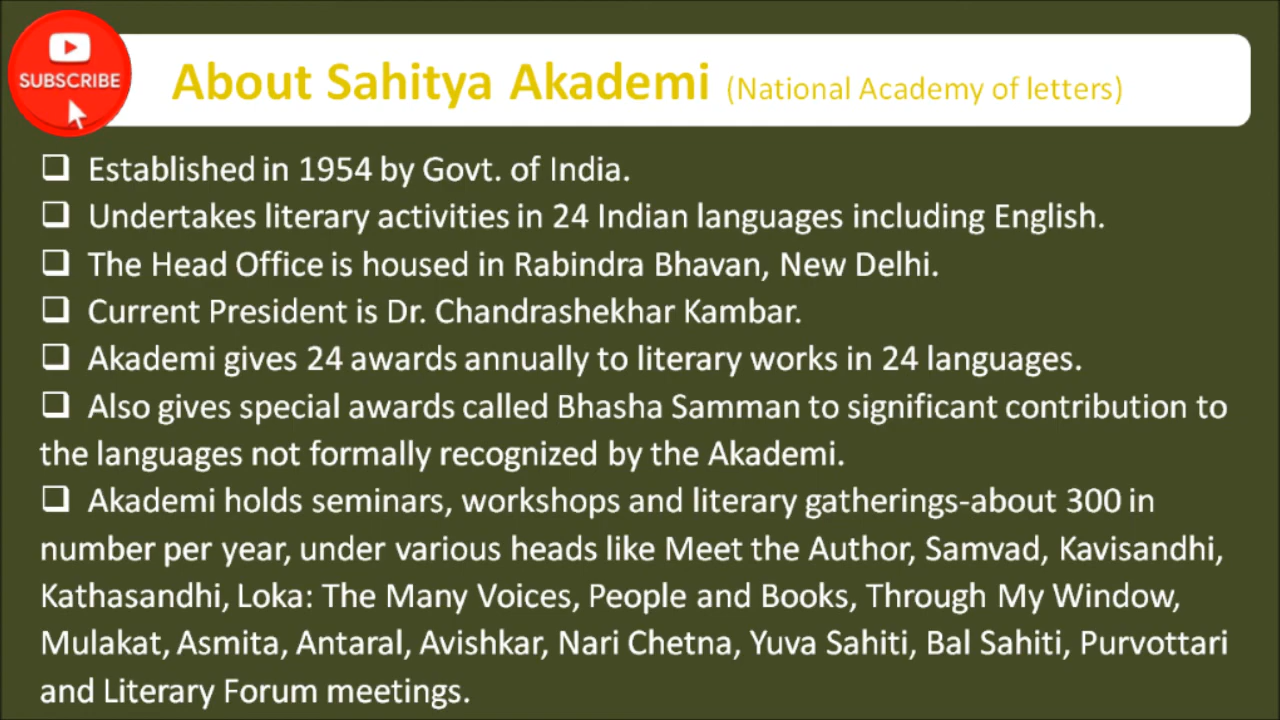 SUBSCRIBE
About Sahitya Akademi (National Academy of letters)
❑ Established in 1954 by Govt. of India.
❑ Undertakes literary activities in 24 Indian languages including English.
❑ The Head Office is housed in Rabindra Bhavan, New Delhi.
❑ Current President is Dr. Chandrashekhar Kambar.
❑ Akademi gives 24 awards annually to literary works in 24 languages.
❑ Also gives special awards called Bhasha Samman to significant contribution to
the languages not formally recognized by the Akademi.
❑ Akademi holds seminars, workshops and literary gatherings-about 300 in
number per year, under various heads like Meet the Author, Samvad, Kavisandhi,
Kathasandhi, Loka: The Many Voices, People and Books, Through My Window,
Mulakat, Asmita, Antaral, Avishkar, Nari Chetna, Yuva Sahiti, Bal Sahiti, Purvottari
and Literary Forum meetings.